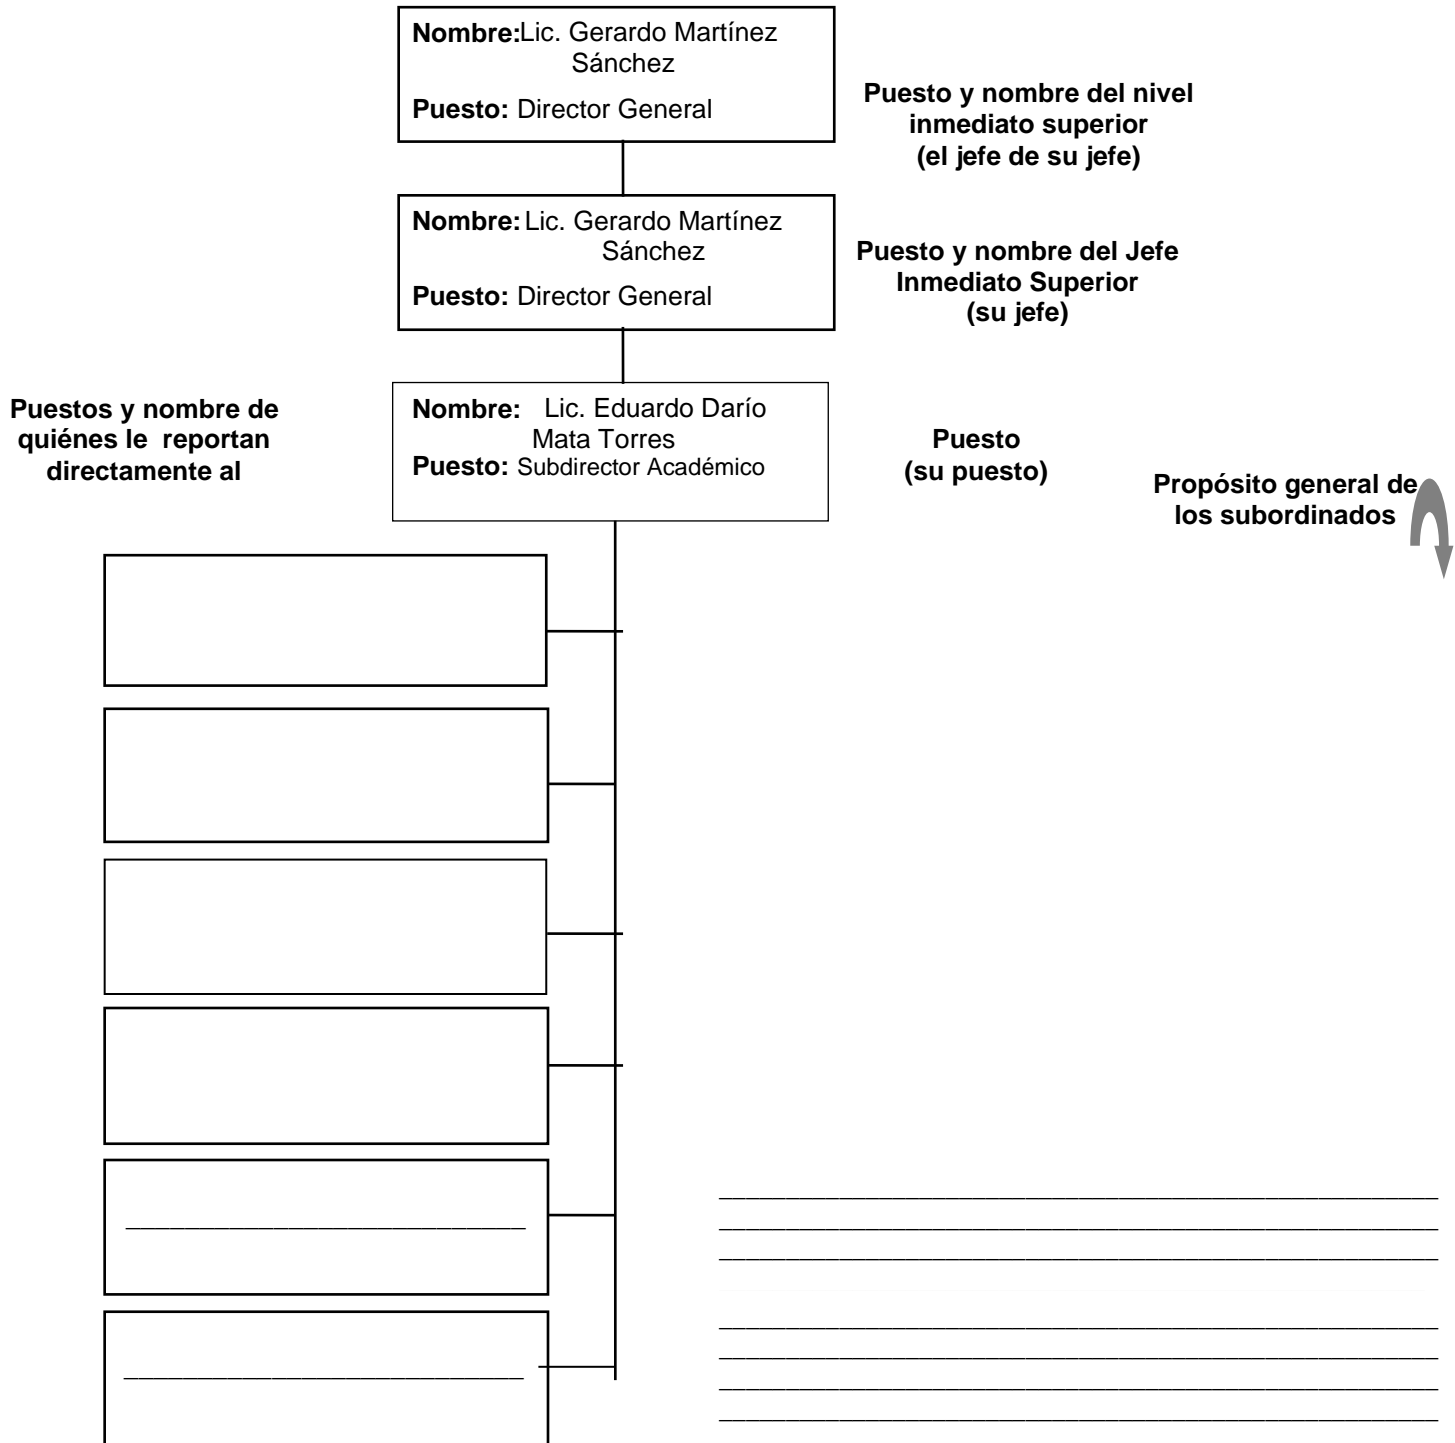 Nombre:Lic. Gerardo Martínez
Sánchez
Puesto: Director General
Puesto y nombre del nivel
inmediato superior
(el jefe de su jefe)
Nombre: Lic. Gerardo Martínez
Sánchez
Puesto: Director General
Puesto y nombre del Jefe
Inmediato Superior
(su jefe)
Puestos y nombre de
quiénes le reportan
directamente al
Nombre: Lic. Eduardo Darío
Mata Torres
Puesto: Subdirector Académico
Puesto
(su puesto)
Propósito general de
los subordinados